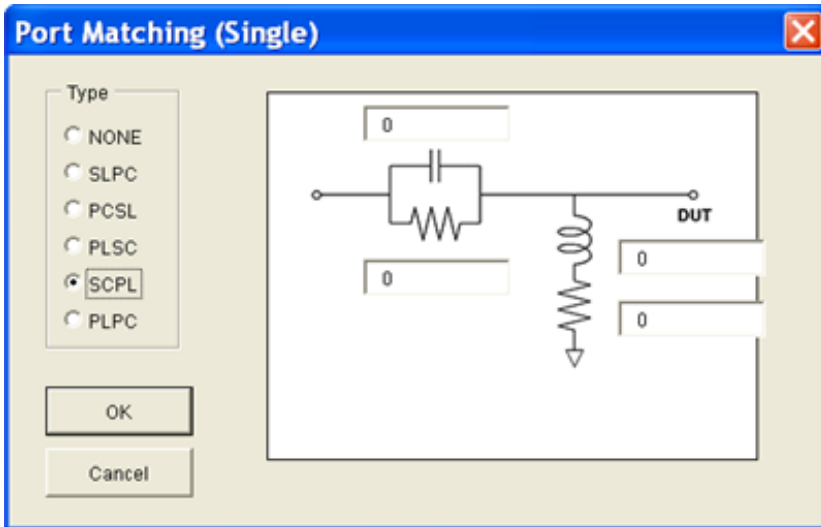 Port Matching (Single)
Type
NONE
SLPC
PCSL
PLSC
SCPL
PLPC
OK
Cancel
0
0
DUT
0
0